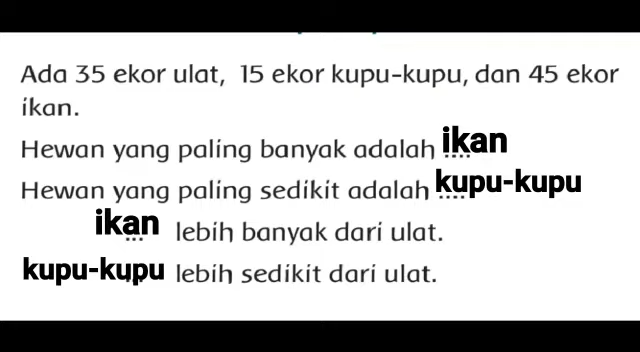 Ada 35 ekor ulat, 15 ekor kupu-kupu, dan 45 ekor
ikan.
Hewan yang paling banyak adalah .... ikan
Hewan yang paling sedikit adalah .... kupu-kupu
ikan ... lebih banyak dari ulat.
kupu-kupu lebih sedikit dari ulat.